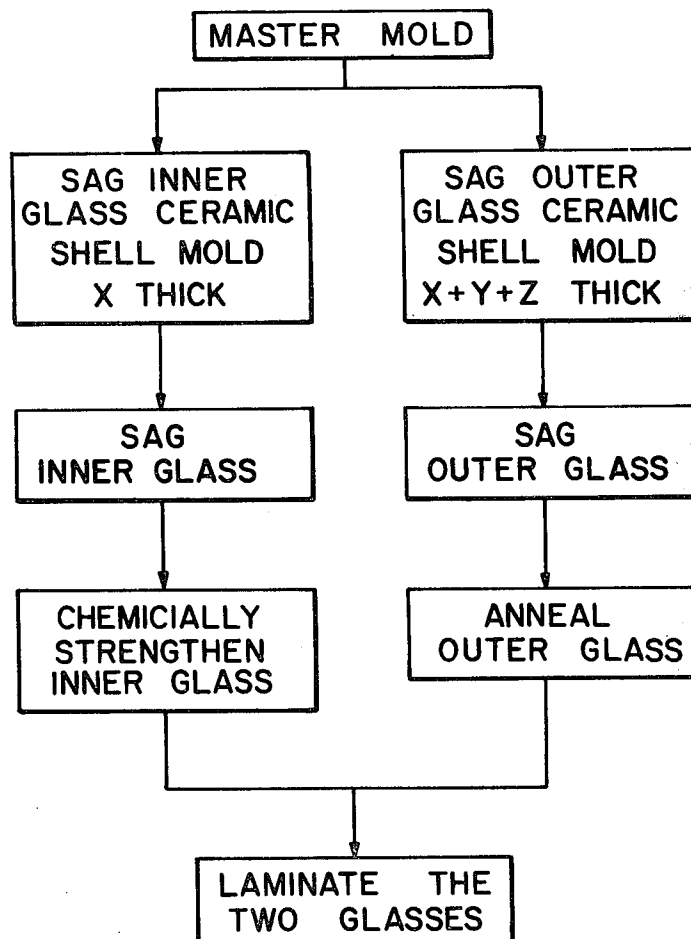 MASTER MOLD
SAG INNER
GLASS CERAMIC
SHELL MOLD
X THICK
SAG OUTER
GLASS CERAMIC
SHELL MOLD
X+Y+Z THICK
SAG
INNER GLASS
SAG
OUTER GLASS
CHEMICIALLY
STRENGTHEN
INNER GLASS
ANNEAL
OUTER GLASS
LAMINATE THE
TWO GLASSES